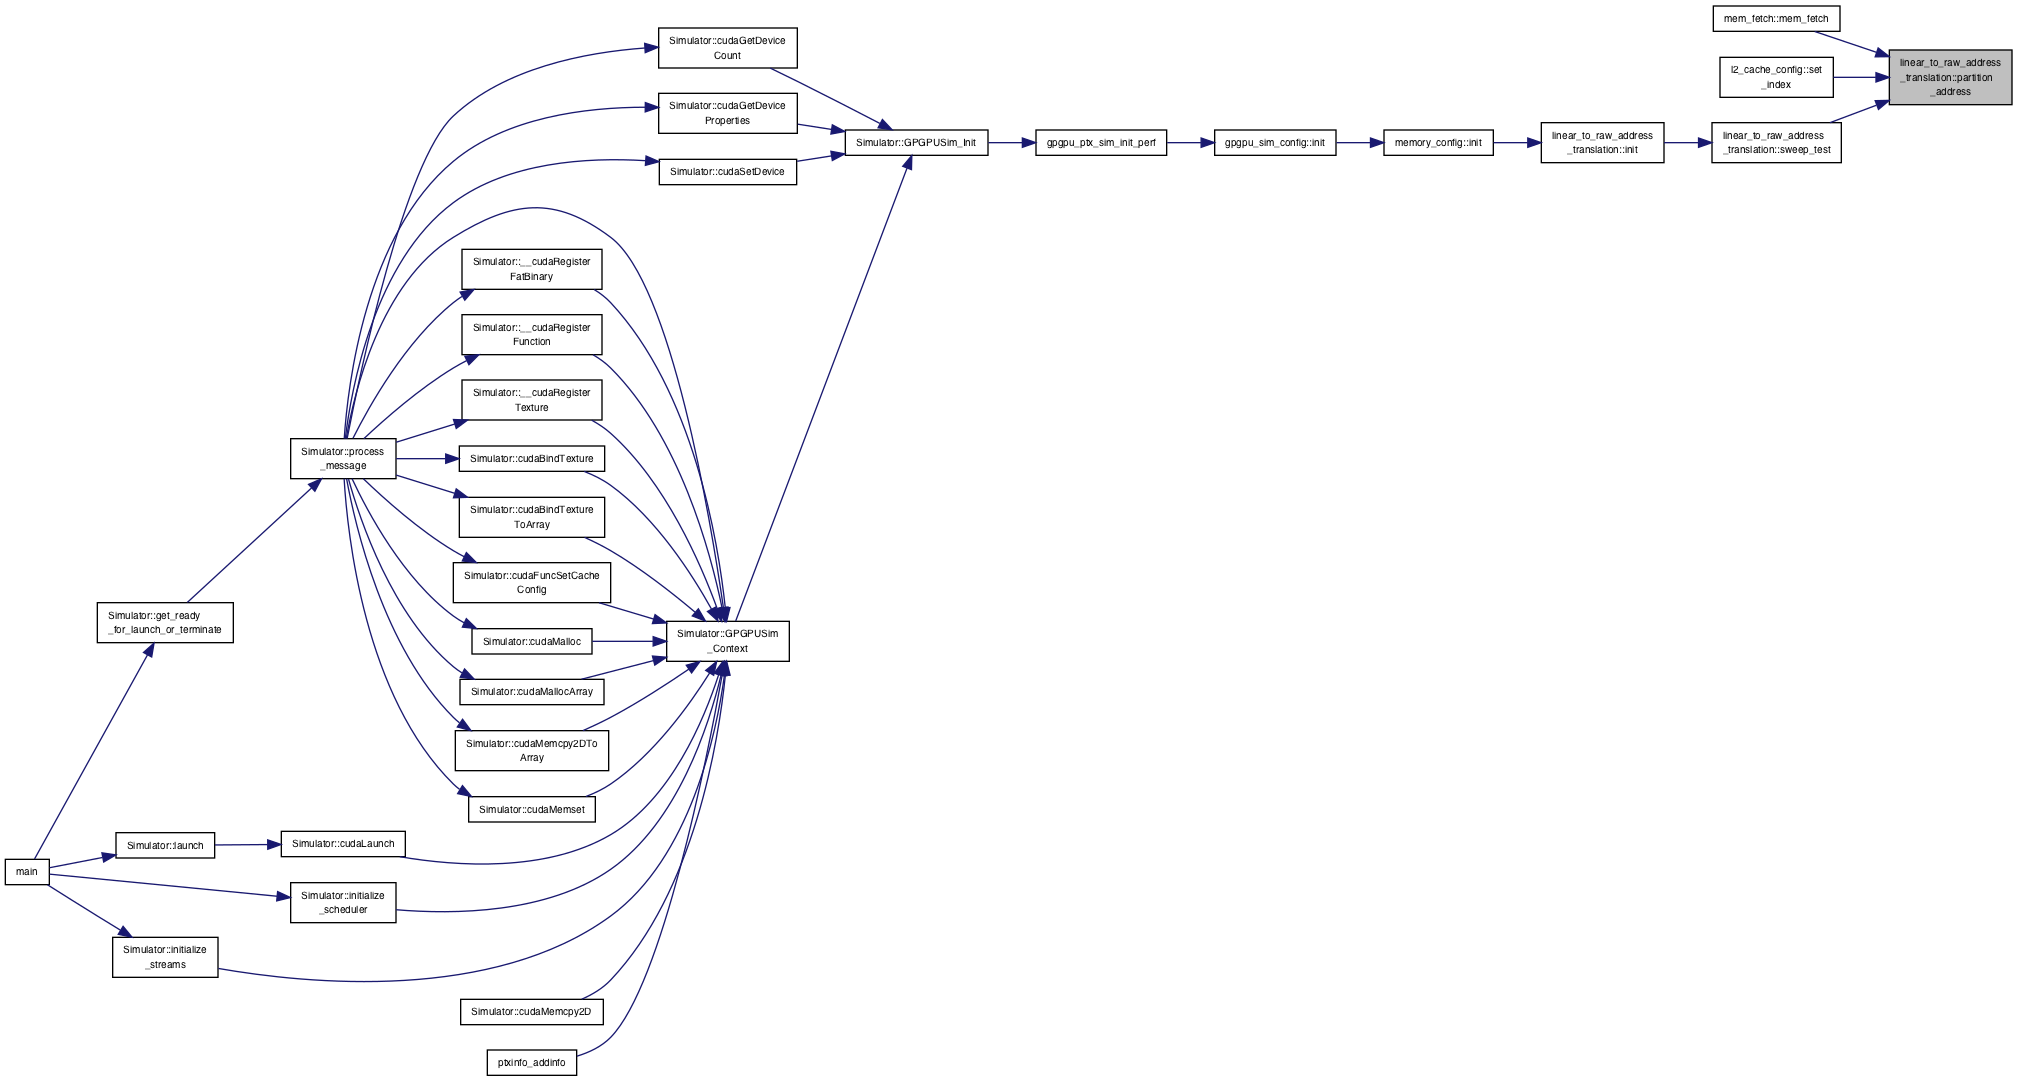 mem_fetch::mem_fetch
linear_to_raw_address
_translation::partition
_address
l2_cache_config::set
_index
linear_to_raw_address
_translation::sweep_test
linear_to_raw_address
_translation::init
memory_config::init
gpgpu_sim_config::init
gpgpu_ptx_sim_init_perf
Simulator::GPGPUSim_Init
Simulator::cudaGetDevice
Count
Simulator::cudaGetDevice
Properties
Simulator::cudaSetDevice
Simulator::__cudaRegister
FatBinary
Simulator::__cudaRegister
Function
Simulator::__cudaRegister
Texture
Simulator::cudaBindTexture
Simulator::cudaBindTexture
ToArray
Simulator::cudaFuncSetCache
Config
Simulator::cudaMalloc
Simulator::cudaMallocArray
Simulator::cudaMemcpy2DTo
Array
Simulator::cudaMemset
Simulator::GPGPUSim
_Context
Simulator::process
_message
Simulator::get_ready
_for_launch_or_terminate
Simulator::launch
Simulator::cudaLaunch
main
Simulator::initialize
_scheduler
Simulator::initialize
_streams
Simulator::cudaMemcpy2D
ptxinfo_addinfo